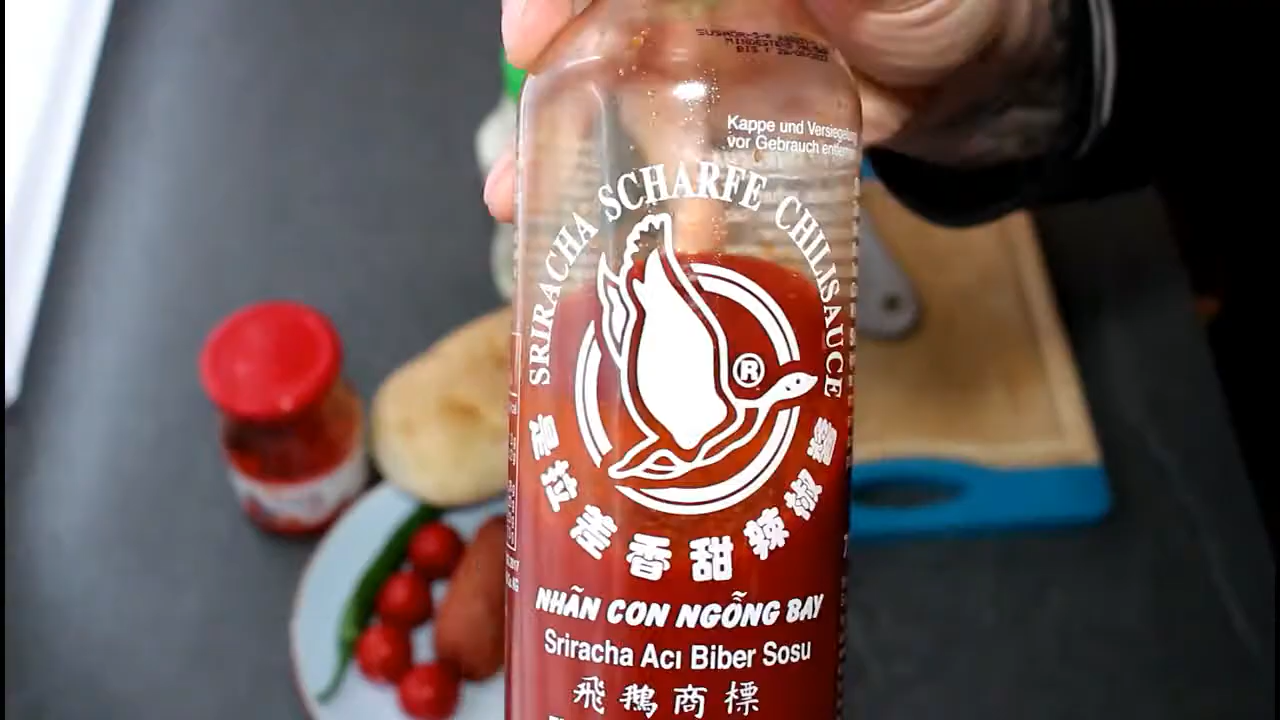 Kappe und Versiegelung
vor Gebrauch
SRIRACHA SCHARFE CHILISAUCE
®
是拉差香甜辣椒醬
NHÃN CON NGỖNG BAY
Sriracha Acı Biber Sosu
飛鵝商標